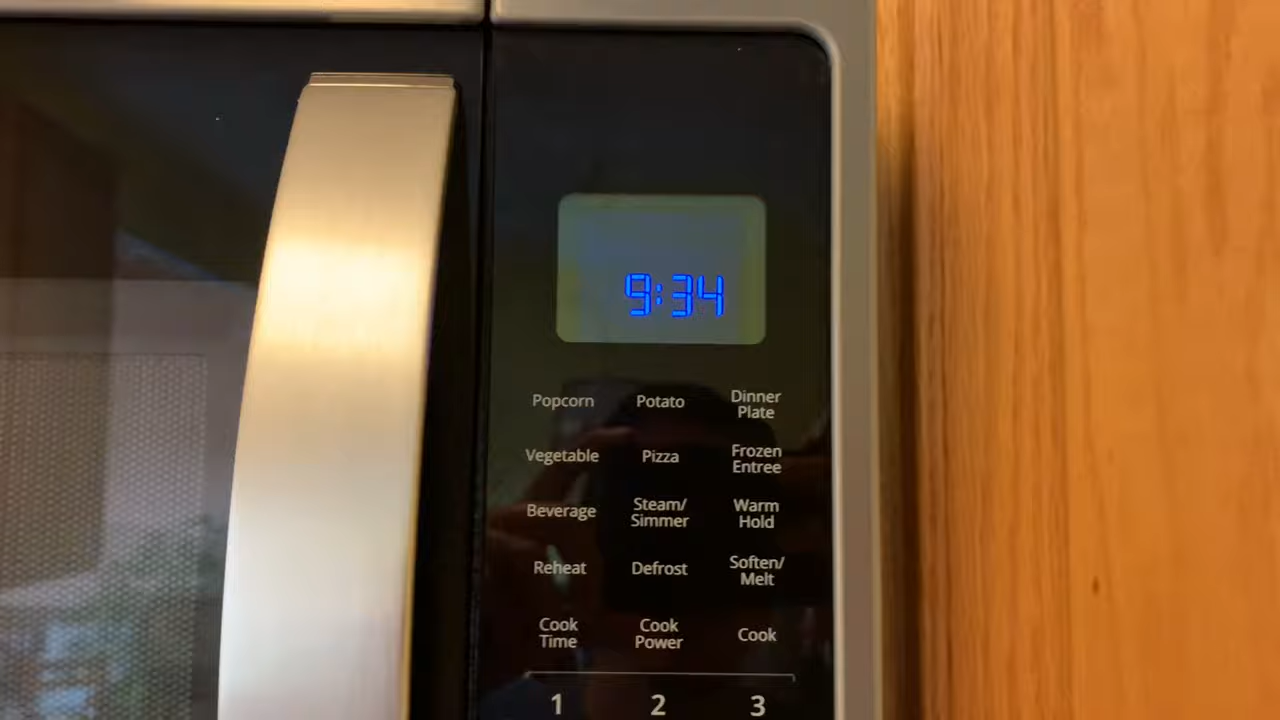 9:34
Popcorn Potato Dinner Plate
Vegetable Pizza Frozen Entree
Beverage Steam/ Simmer Warm Hold
Reheat Defrost Soften/ Melt
Cook Time Cook Power Cook
1 2 3